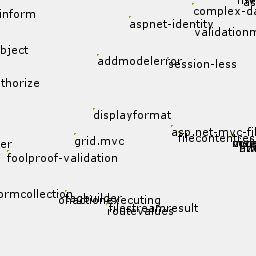 inform
complex-da
aspnet-identity
validationm
bject
addmodelerror
session-less
thorize
displayformat
asp.net-mvc-fil
filecontentres
grid.mvc
er
foolproof-validation
ormcollection
tagbuilder
onactionexecuting
filestreamresult
routevalues